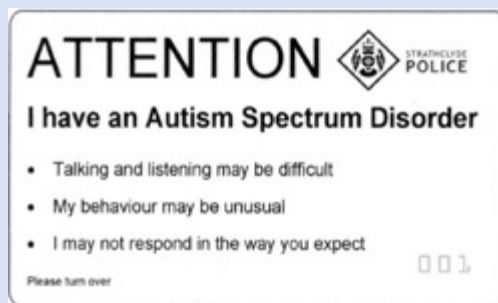 ATTENTION
STRATHCLYDE
POLICE
I have an Autism Spectrum Disorder
• Talking and listening may be difficult
• My behaviour may be unusual
• I may not respond in the way you expect
001
Please turn over